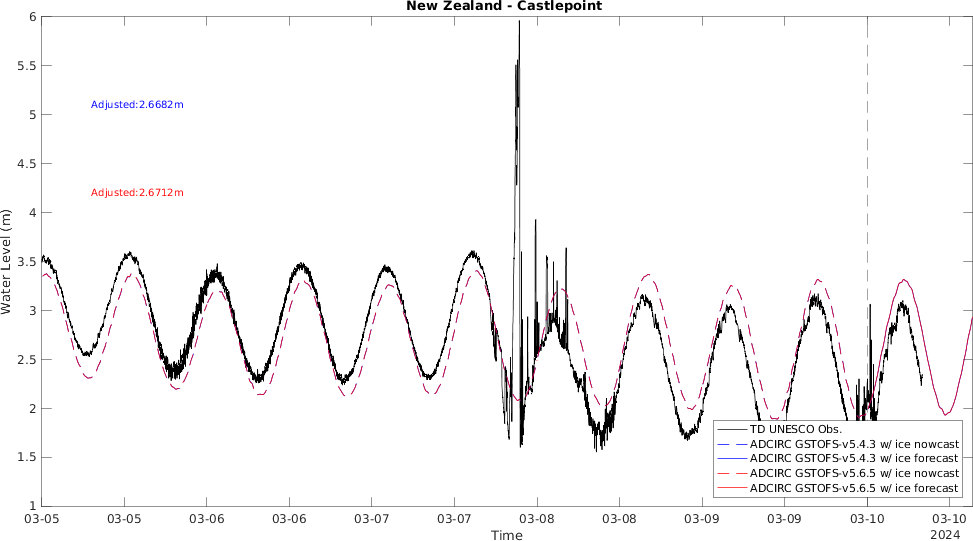 New Zealand - Castlepoint
6
5.5
5
4.5
4
3.5
3
2.5
2
1.5
1
Water Level (m)
Adjusted:2.6682m
Adjusted:2.6712m
TD UNESCO Obs.
ADCIRC GSTOFS-v5.4.3 w/ ice nowcast
ADCIRC GSTOFS-v5.4.3 w/ ice forecast
ADCIRC GSTOFS-v5.6.5 w/ ice nowcast
ADCIRC GSTOFS-v5.6.5 w/ ice forecast
03-05 03-05 03-06 03-06 03-07 03-07 03-08 03-08 03-09 03-09 03-10 03-10
2024
Time